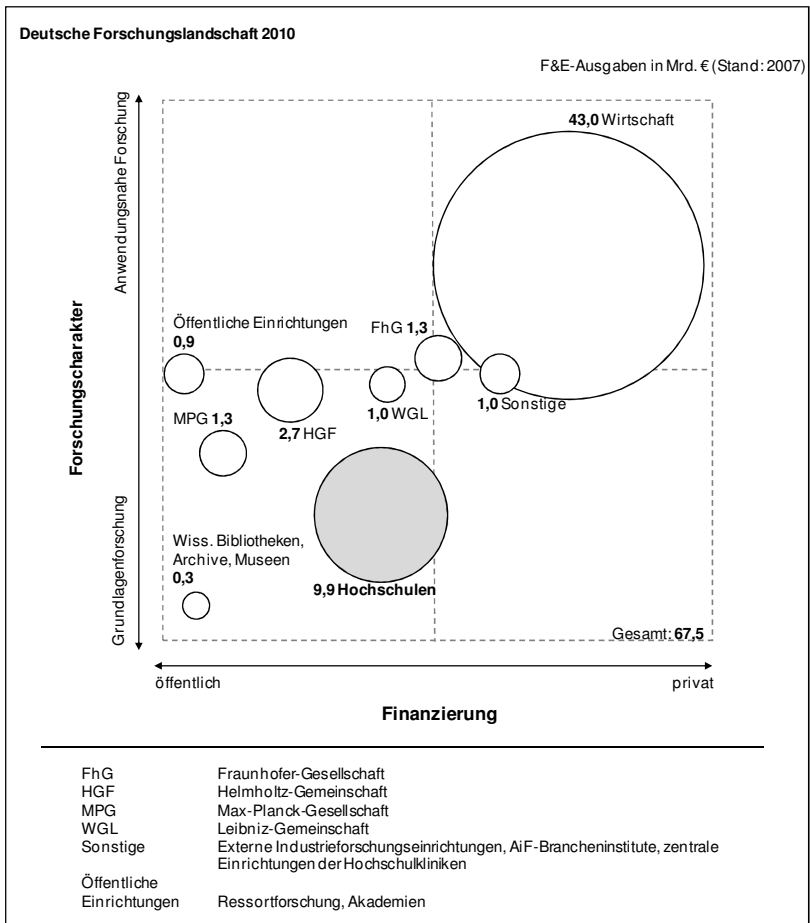 Deutsche Forschungslandschaft 2010
F&E-Ausgaben in Mrd. € (Stand: 2007)
Anwendungsnahe Forschung
Forschungscharakter
Grundlagenforschung
43,0 Wirtschaft
Öffentliche Einrichtungen
0,9
FhG 1,3
MPG 1,3
2,7 HGF
1,0 WGL
1,0 Sonstige
Wiss. Bibliotheken,
Archive, Museen
0,3
9,9 Hochschulen
Gesamt: 67,5
öffentlich
privat
Finanzierung
FhG Fraunhofer-Gesellschaft
HGF Helmholtz-Gemeinschaft
MPG Max-Planck-Gesellschaft
WGL Leibniz-Gemeinschaft
Sonstige Externe Industrieforschungseinrichtungen, AiF-Brancheninstitute, zentrale
Einrichtungen der Hochschulkliniken
Öffentliche
Einrichtungen Ressortforschung, Akademien